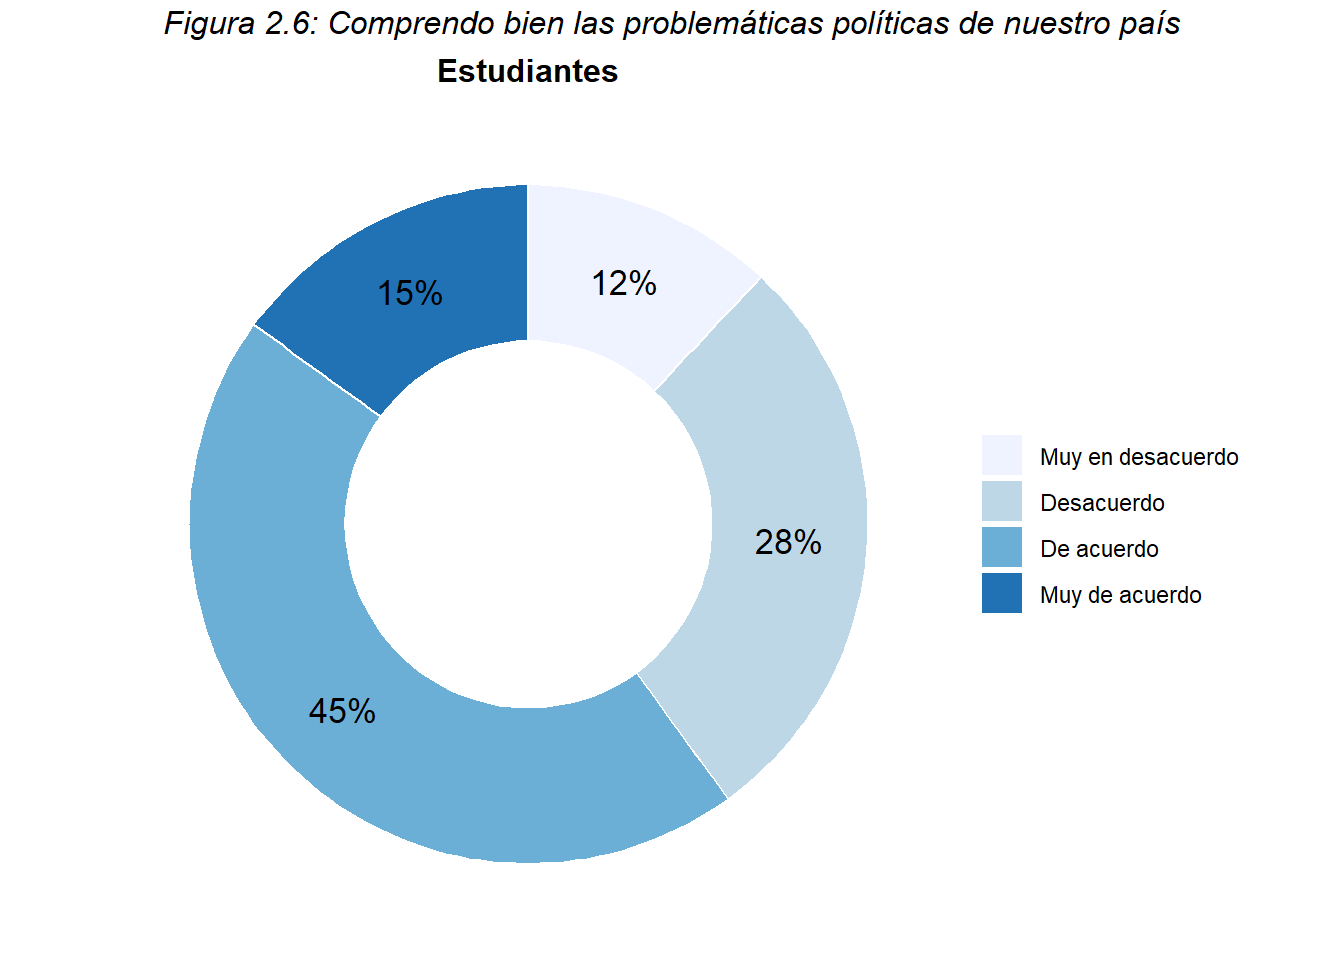 Figura 2.6: Comprendo bien las problemáticas políticas de nuestro país
Estudiantes
15%
12%
28%
45%
Muy en desacuerdo
Desacuerdo
De acuerdo
Muy de acuerdo